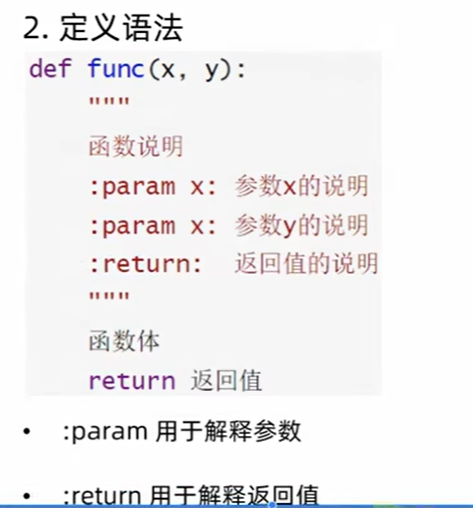 2. 定义语法
def func(x, y):
"""
函数说明
:param x: 参数x的说明
:param x: 参数y的说明
:return: 返回值的说明
"""
函数体
return 返回值
• :param 用于解释参数
• :return 用于解释返回值